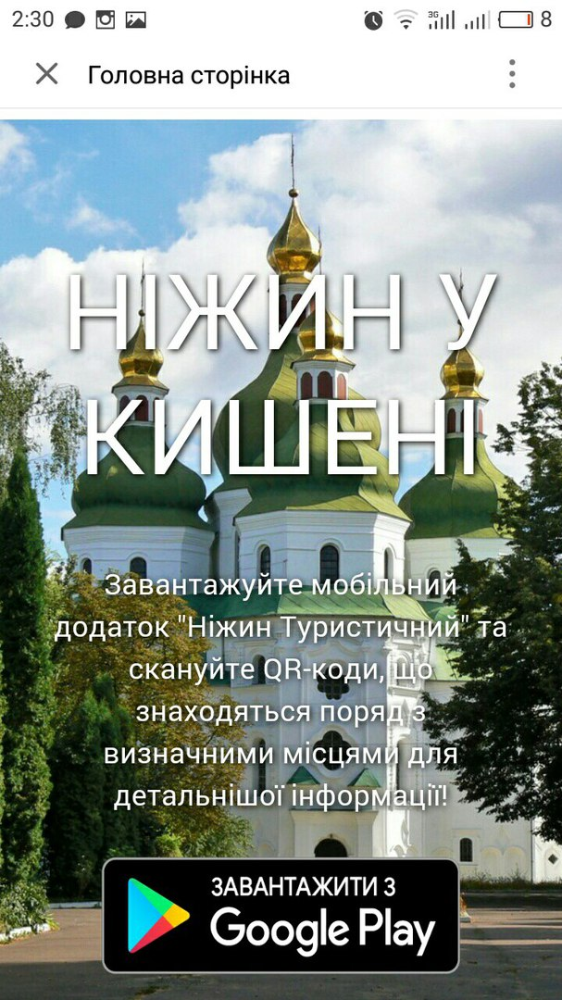 2:30
3G
8
Головна сторінка
НІЖИН У
КИШЕНІ
Завантажуйте мобільний
додаток "Ніжин Туристичний" та
скануйте QR-коди, що
знаходяться поряд з
визначними місцями для
детальнішої інформації!
ЗАВАНТАЖИТИ З
Google Play